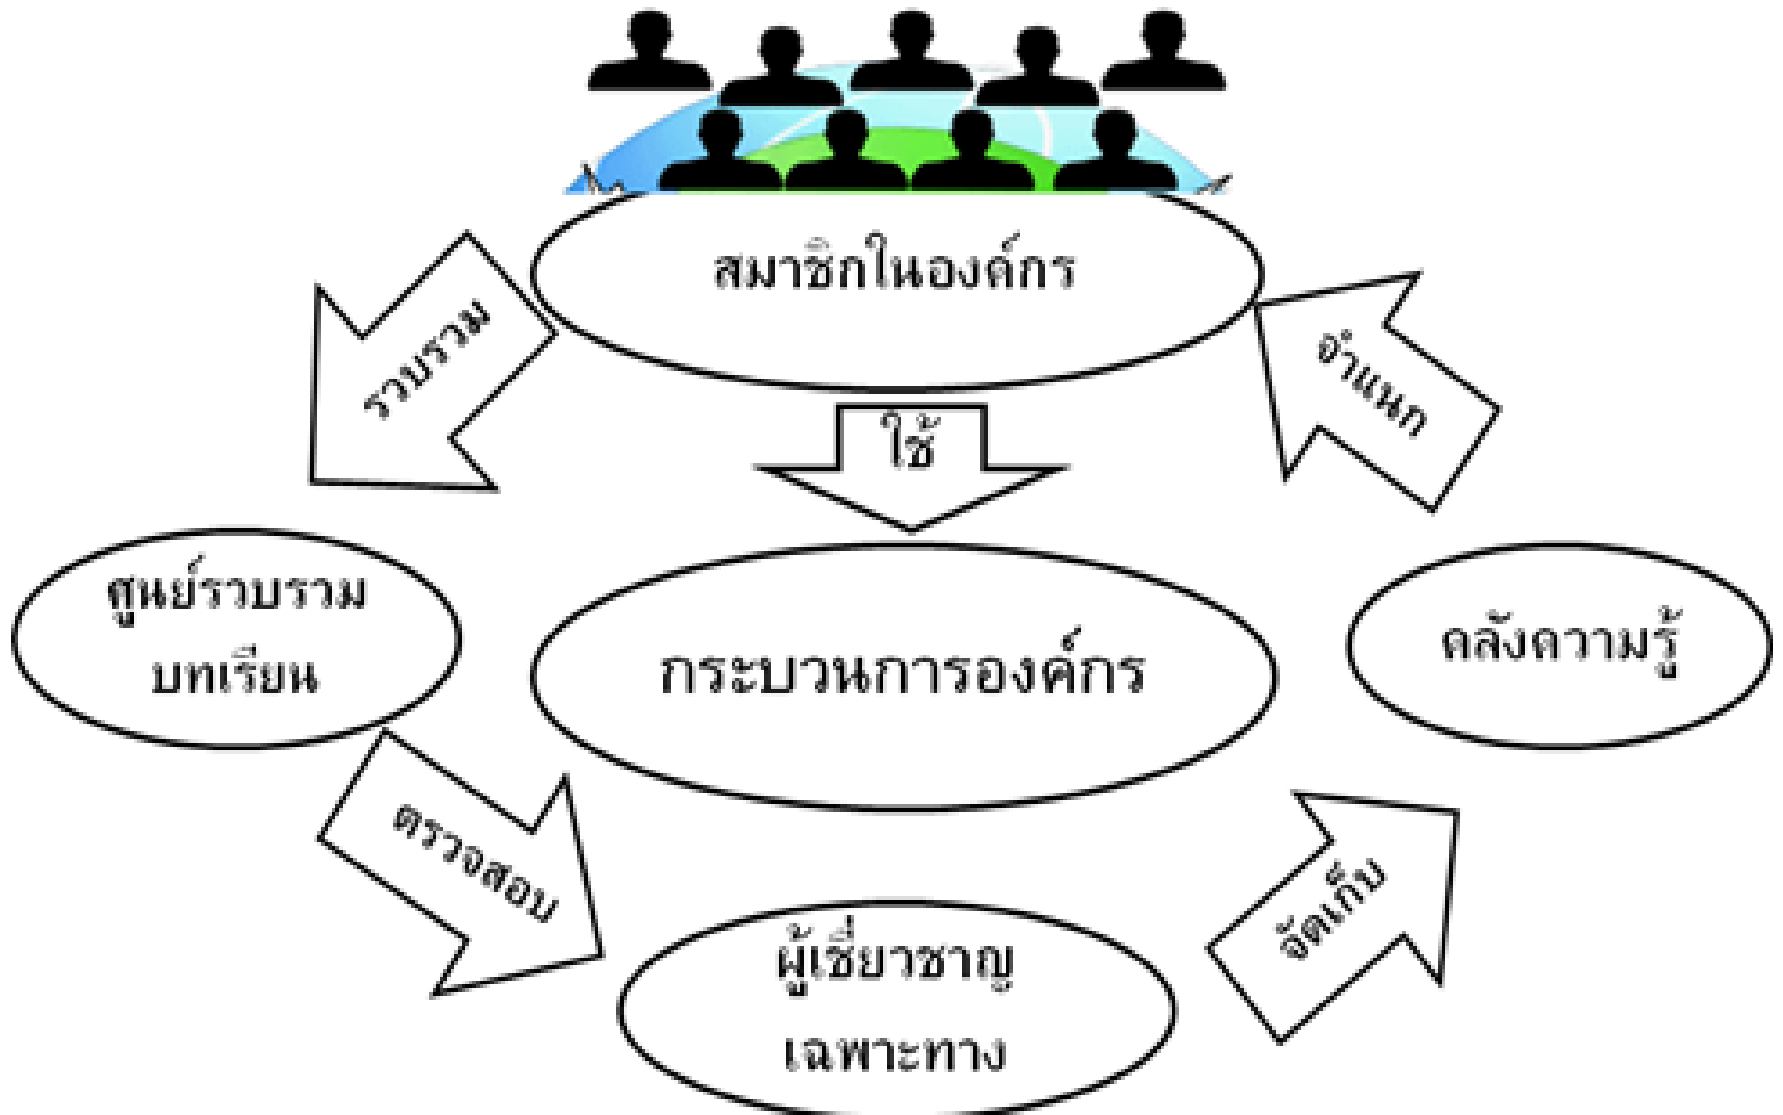 สมาชิกในองค์กร
รวบรวม
อำแนก
ใช้
ศูนย์รวบรวม
บทเรียน
กระบวนการองค์กร
คลังความรู้
ตรวจสอบ
จัดเก็บ
ผู้เชี่ยวชาญ
เฉพาะทาง